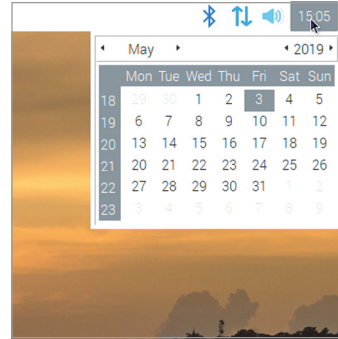 15:05
May 2019
Mon Tue Wed Thu Fri Sat Sun
18 29 30 1 2 3 4 5
19 6 7 8 9 10 11 12
20 13 14 15 16 17 18 19
21 20 21 22 23 24 25 26
22 27 28 29 30 31 1 2
23 3 4 5 6 7 8 9